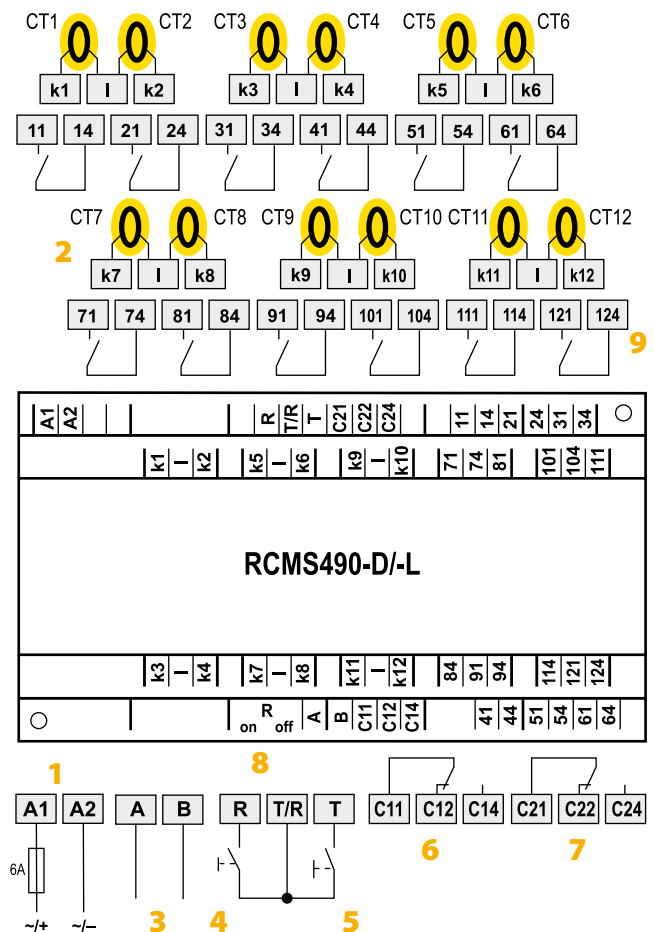 CT1 CT2 CT3 CT4 CT5 CT6
k1 I k2 k3 I k4 k5 I k6
11 14 21 24 31 34 41 44 51 54 61 64
CT7 CT8 CT9 CT10 CT11 CT12
2
k7 I k8 k9 I k10 k11 I k12
71 74 81 84 91 94 101 104 111 114 121 124
9
A1 A2 R T/R T C21 C22 C24 11 14 21 24 31 34
k1 I k2 k5 I k6 k9 I k10 71 74 81 101 104 111
RCMS490-D/-L
k3 I k4 k7 I k8 k11 I k12 84 91 94 114 121 124
on R off A B C11 C12 C14 41 44 51 54 61 64
1 8
A1 A2 A B R T/R T C11 C12 C14 C21 C22 C24
6 7
6A
~/+ ~/– 3 4 5